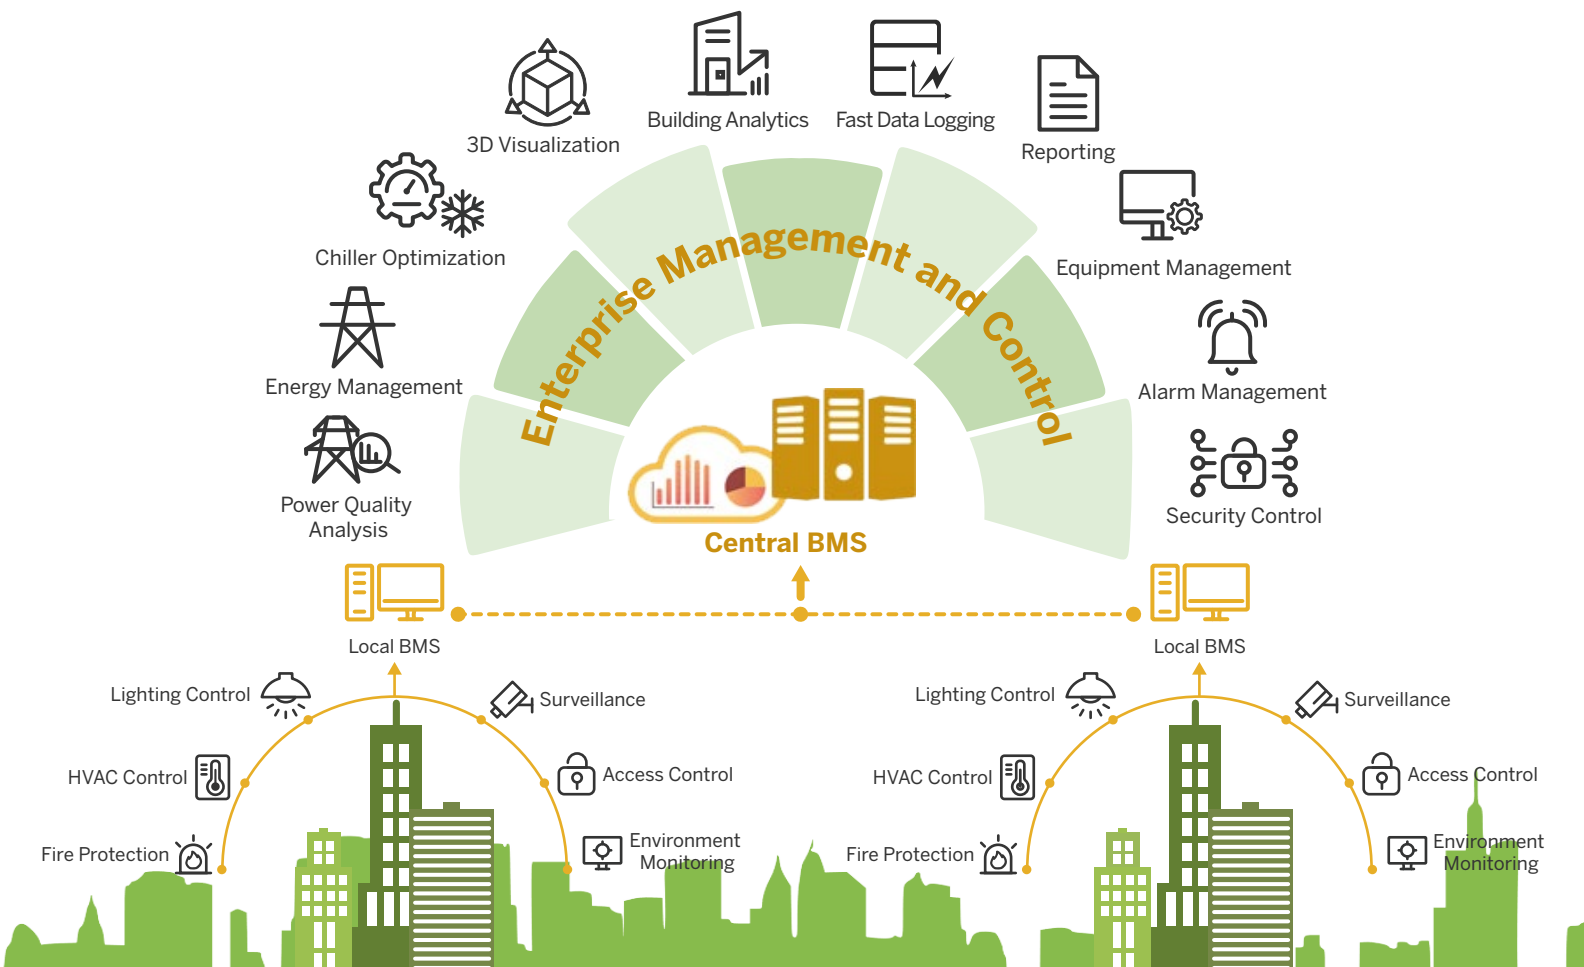 Building Analytics
Fast Data Logging
3D Visualization
Reporting
Chiller Optimization
Equipment Management
Energy Management
Alarm Management
Power Quality
Analysis
Security Control
Enterprise Management and Control
Central BMS
Local BMS
Local BMS
Lighting Control
Surveillance
HVAC Control
Access Control
Fire Protection
Environment
Monitoring
Lighting Control
Surveillance
HVAC Control
Access Control
Fire Protection
Environment
Monitoring